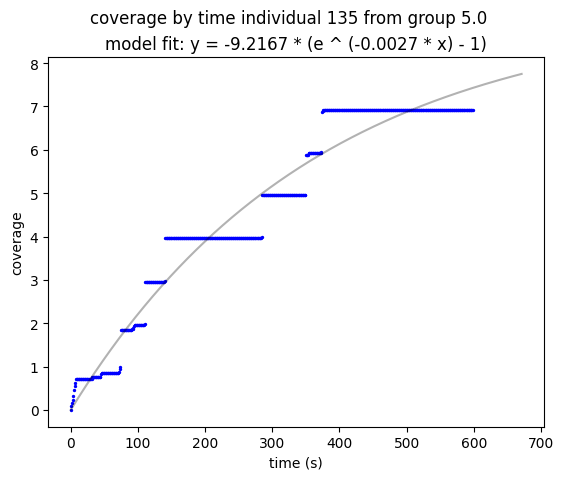 coverage by time individual 135 from group 5.0
model fit: y = -9.2167 * (e ^ (-0.0027 * x) - 1)
8
7
6
5
4
3
2
1
0
coverage
0 100 200 300 400 500 600 700
time (s)